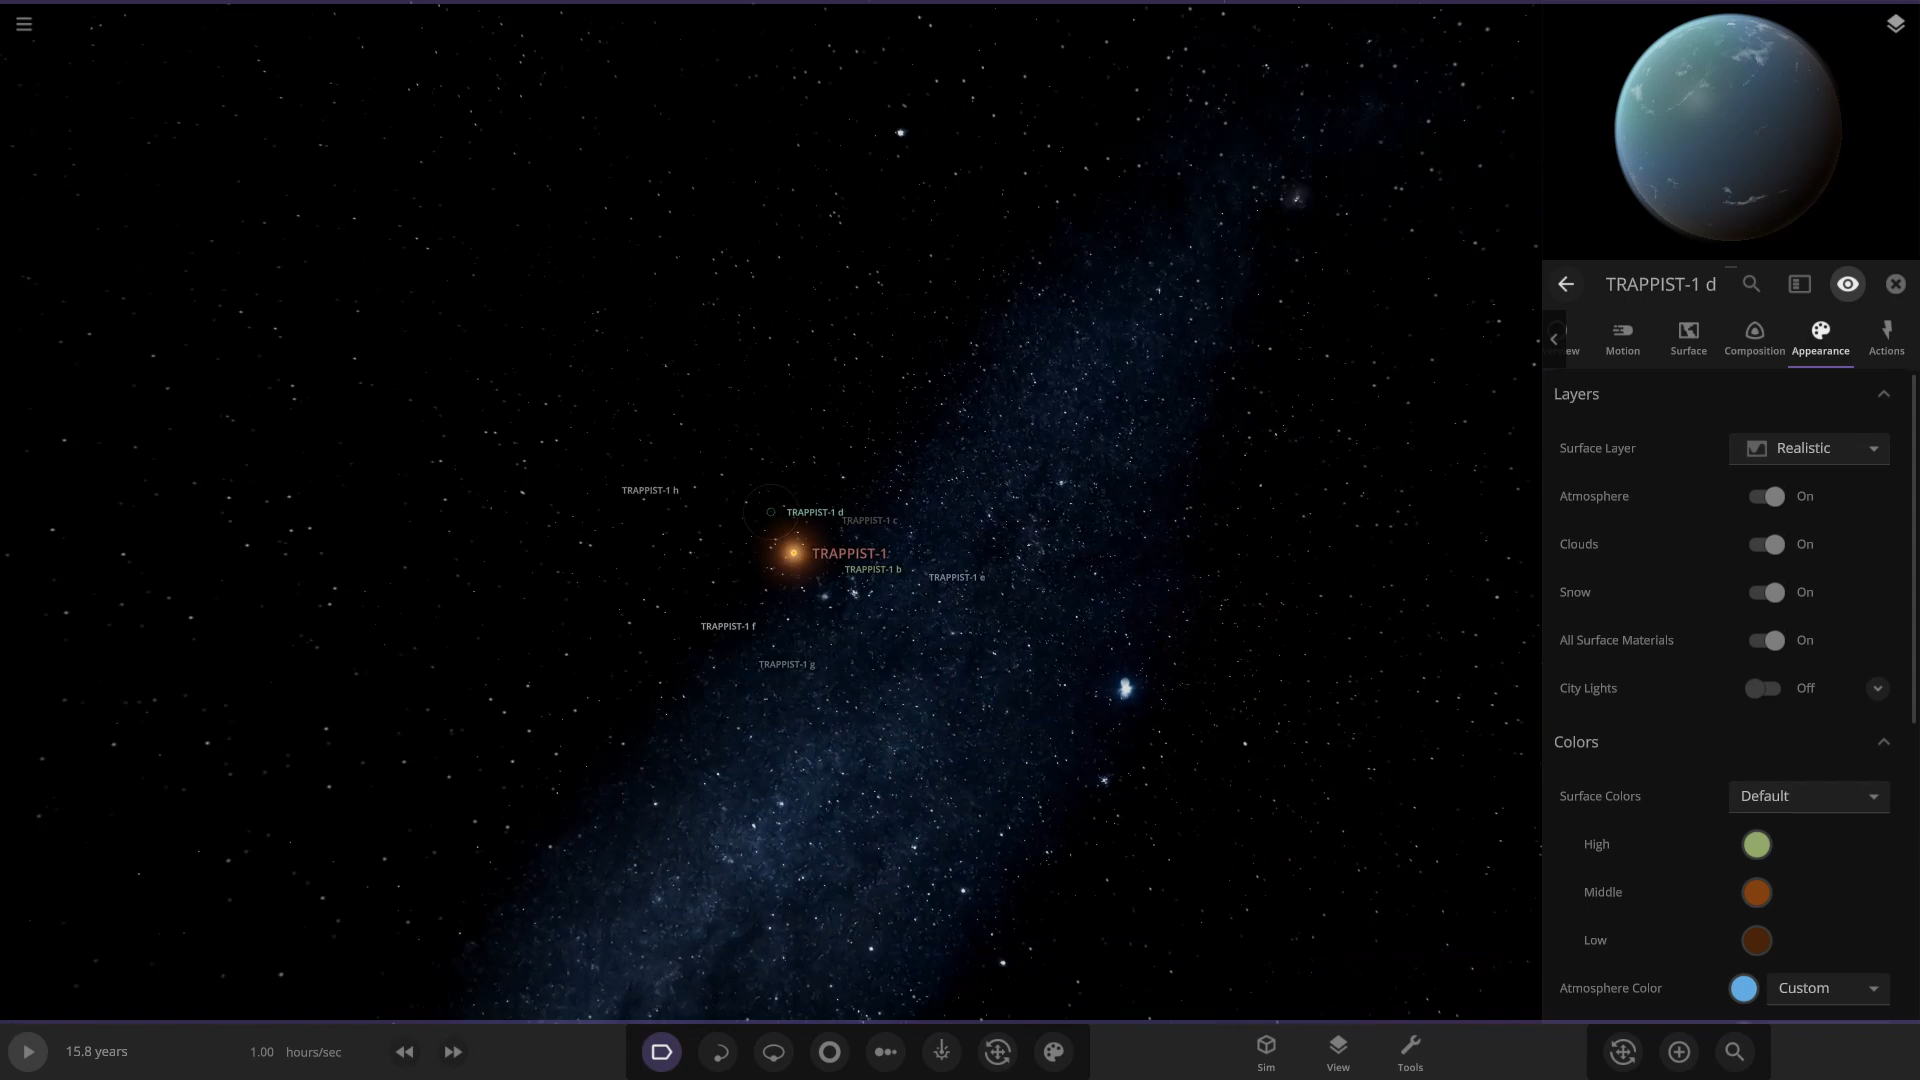 TRAPPIST-1 d
Motion
Surface
Composition
Appearance
Actions
Layers
Surface Layer
Realistic
Atmosphere
On
Clouds
On
Snow
On
All Surface Materials
On
City Lights
Off
Colors
Surface Colors
Default
High
Middle
Low
Atmosphere Color
Custom
TRAPPIST-1 h
TRAPPIST-1 d
TRAPPIST-1 c
TRAPPIST-1
TRAPPIST-1 b
TRAPPIST-1 e
TRAPPIST-1 f
TRAPPIST-1 g
15.8 years
1.00 hours/sec
Sim
View
Tools